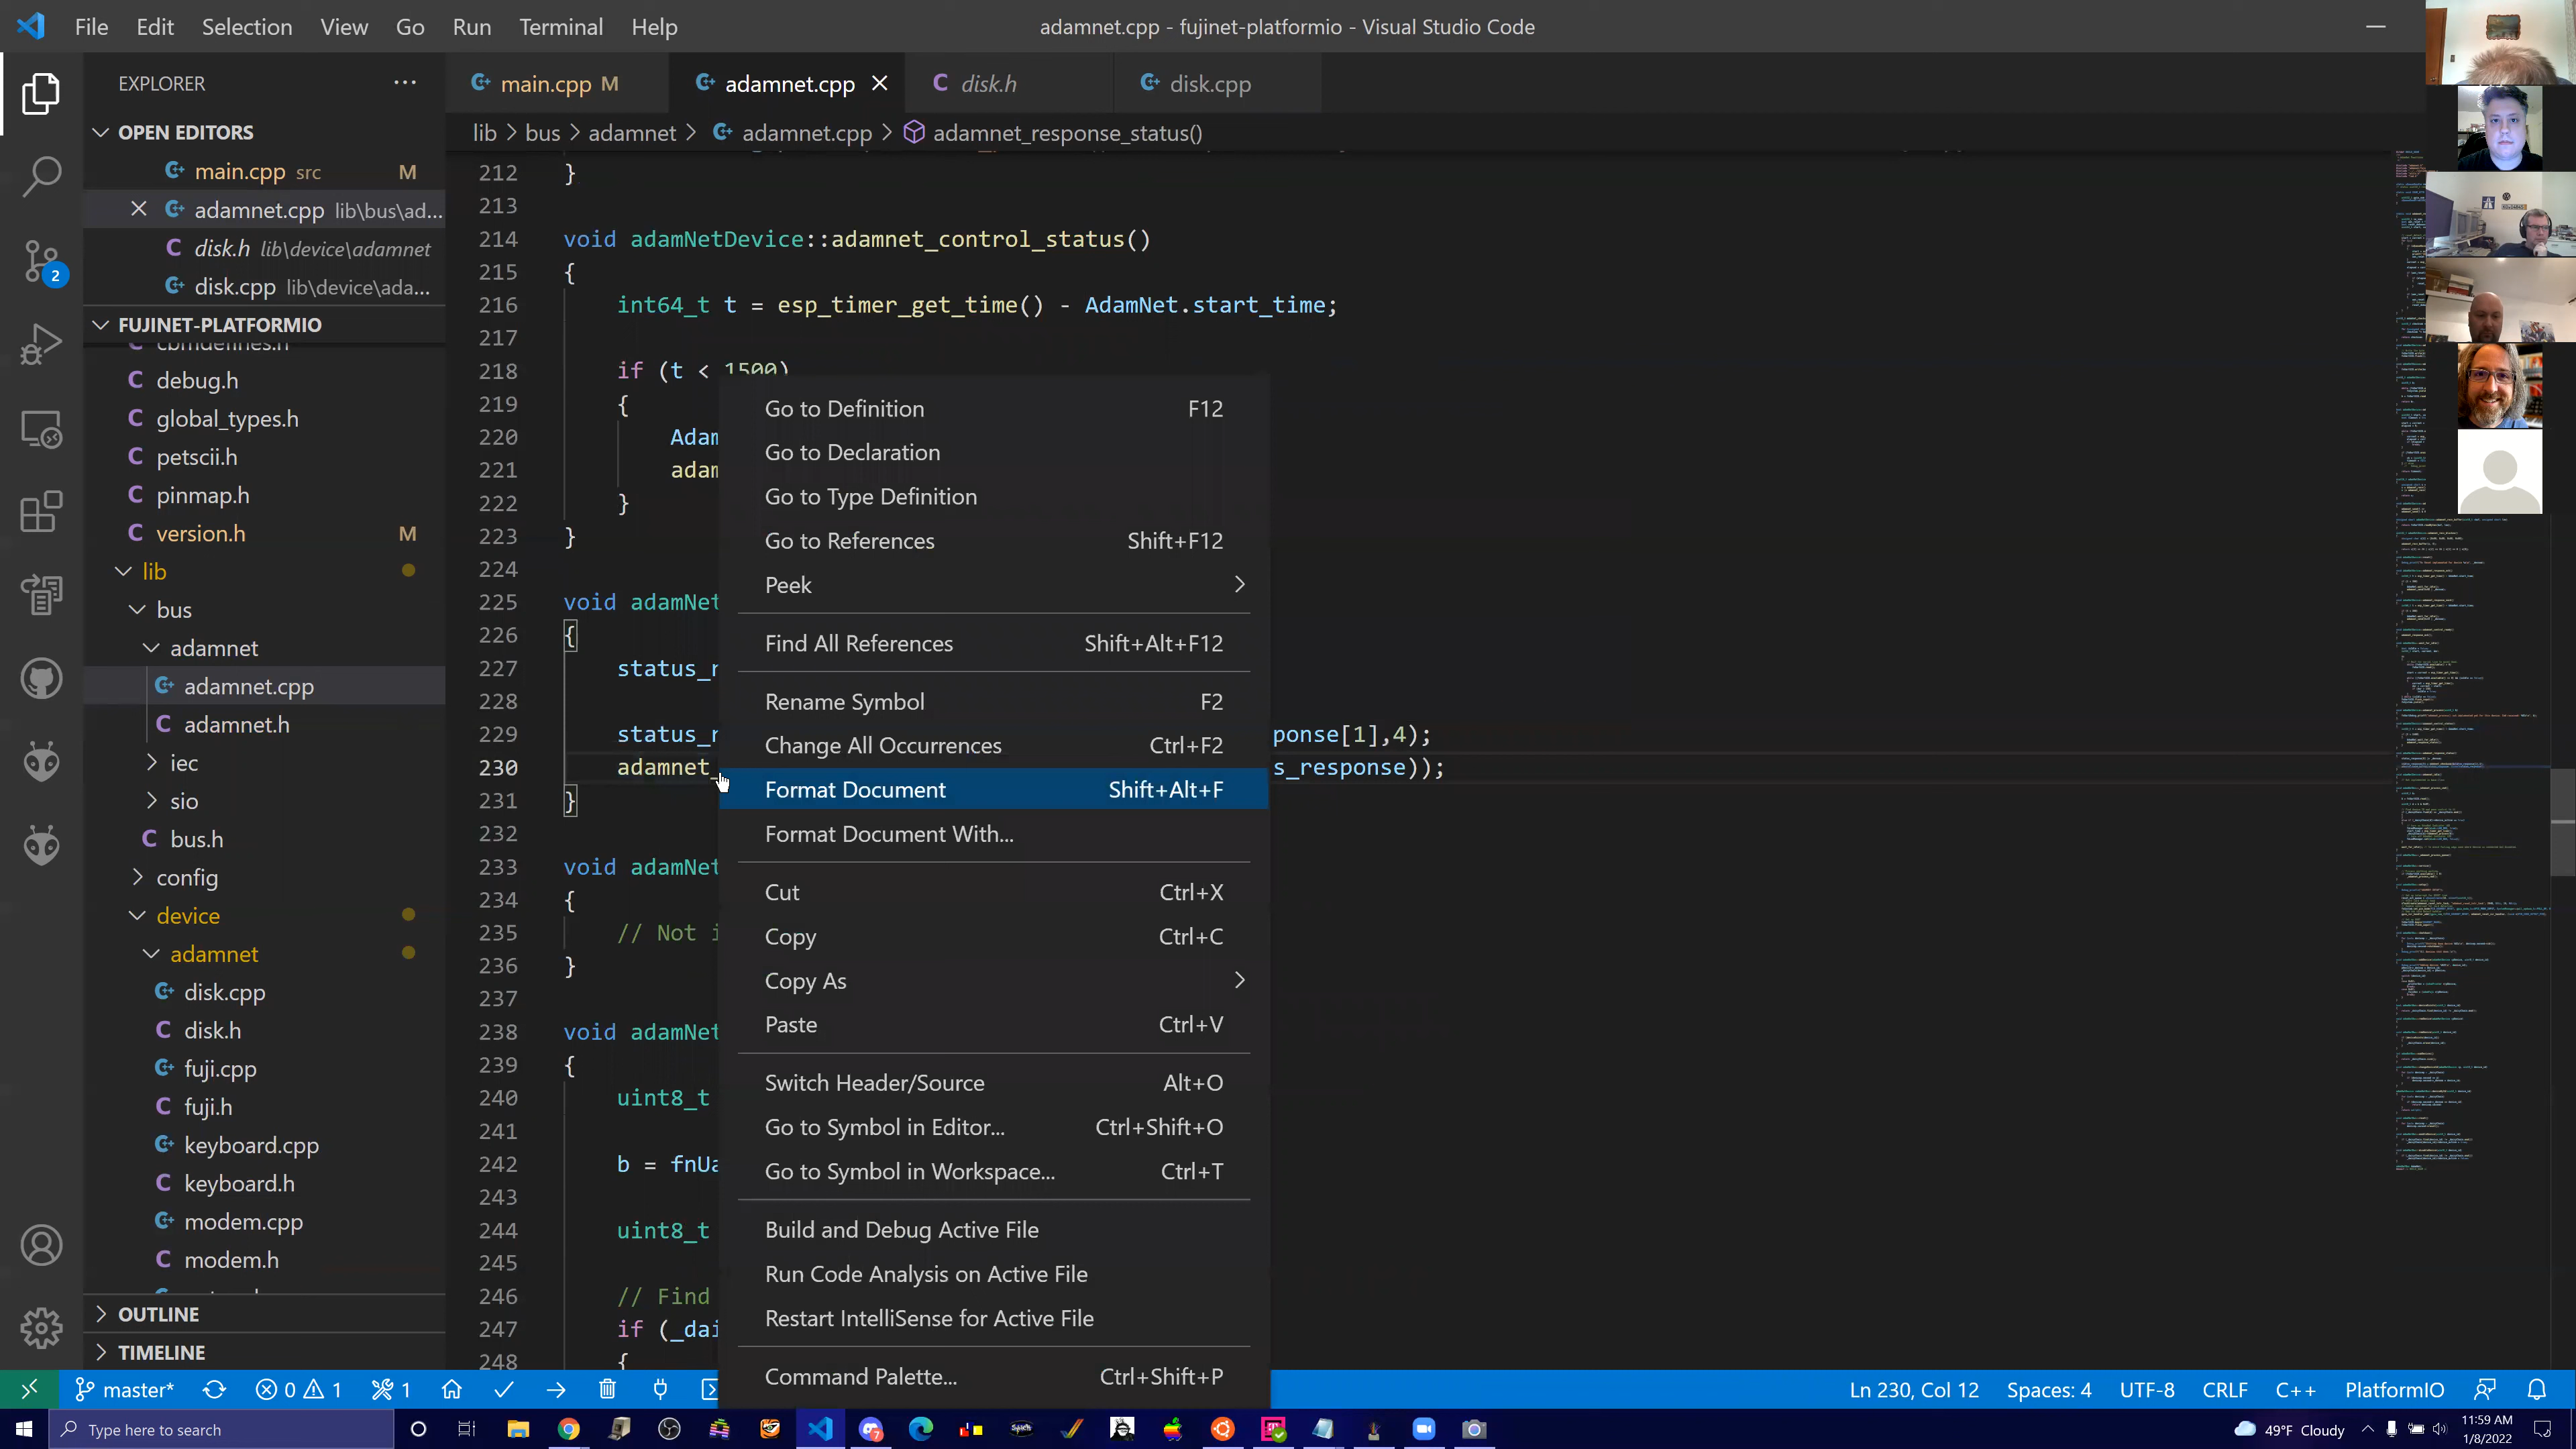 File Edit Selection View Go Run Terminal Help
adamnet.cpp - fujinet-platformio - Visual Studio Code
EXPLORER
OPEN EDITORS
main.cpp src M
adamnet.cpp lib\bus\ad...
disk.h lib\device\adamnet
disk.cpp lib\device\ada...
2
FUJINET-PLATFORMIO
cbmdefines.h
debug.h
global_types.h
petscii.h
pinmap.h
version.h M
lib
bus
adamnet
adamnet.cpp
adamnet.h
iec
sio
bus.h
config
device
adamnet
disk.cpp
disk.h
fuji.cpp
fuji.h
keyboard.cpp
keyboard.h
modem.cpp
modem.h
OUTLINE
TIMELINE
main.cpp M adamnet.cpp disk.h disk.cpp
lib > bus > adamnet > adamnet.cpp > adamnet_response_status()
212 }
213
214 void adamNetDevice::adamnet_control_status()
215 {
216 int64_t t = esp_timer_get_time() - AdamNet.start_time;
217
218 if (t < 1500)
219 {
220 Adam
221 adam
222 }
223 }
224
225 void adamNet
226 {
227 status_r
228
229 status_r ponse[1],4);
230 adamnet_ s_response));
231 }
232
233 void adamNet
234 {
235 // Not i
236 }
237
238 void adamNet
239 {
240 uint8_t
241
242 b = fnUa
243
244 uint8_t
245
246 // Find
247 if (_dai
248 {
Go to Definition F12
Go to Declaration
Go to Type Definition
Go to References Shift+F12
Peek
Find All References Shift+Alt+F12
Rename Symbol F2
Change All Occurrences Ctrl+F2
Format Document Shift+Alt+F
Format Document With...
Cut Ctrl+X
Copy Ctrl+C
Copy As
Paste Ctrl+V
Switch Header/Source Alt+O
Go to Symbol in Editor... Ctrl+Shift+O
Go to Symbol in Workspace... Ctrl+T
Build and Debug Active File
Run Code Analysis on Active File
Restart IntelliSense for Active File
Command Palette... Ctrl+Shift+P
master* 0 1 1 Ln 230, Col 12 Spaces: 4 UTF-8 CRLF C++ PlatformIO
Type here to search
49°F Cloudy
11:59 AM
1/8/2022